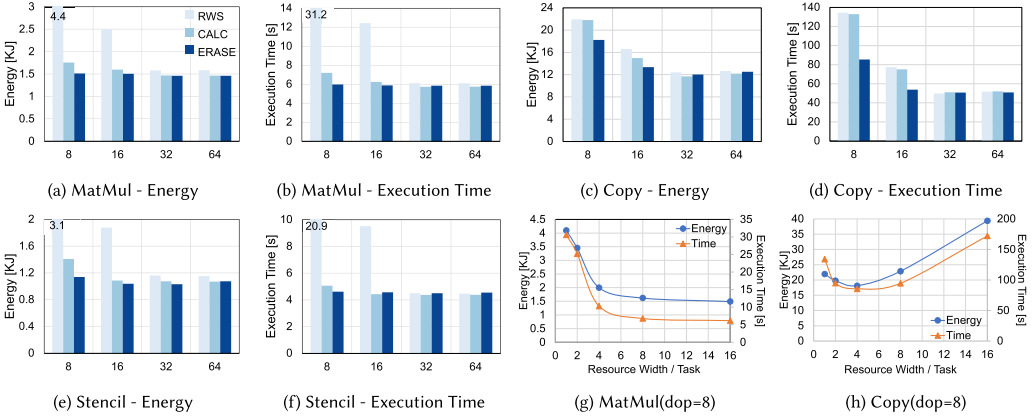 3
2.5
2
1.5
1
0.5
0
Energy [KJ]
4.4
RWS
CALC
ERASE
8 16 32 64
(a) MatMul - Energy
14
12
10
8
6
4
2
0
Execution Time [s]
31.2
8 16 32 64
(b) MatMul - Execution Time
24
20
16
12
8
4
0
Energy [KJ]
8 16 32 64
(c) Copy - Energy
140
120
100
80
60
40
20
0
Execution Time [s]
8 16 32 64
(d) Copy - Execution Time
2
1.6
1.2
0.8
0.4
0
Energy [KJ]
3.1
8 16 32 64
(e) Stencil - Energy
10
8
6
4
2
0
Execution Time [s]
20.9
8 16 32 64
(f) Stencil - Execution Time
4.5
4
3.5
3
2.5
2
1.5
1
0.5
0
Energy [KJ]
Energy
Time
35
30
25
20
15
10
5
0
Execution Time [s]
0 2 4 6 8 10 12 14 16
Resource Width / Task
(g) MatMul(dop=8)
40
35
30
25
20
15
10
5
0
Energy [KJ]
Energy
Time
200
150
100
50
0
Execution Time [s]
0 2 4 6 8 10 12 14 16
Resource Width / Task
(h) Copy(dop=8)